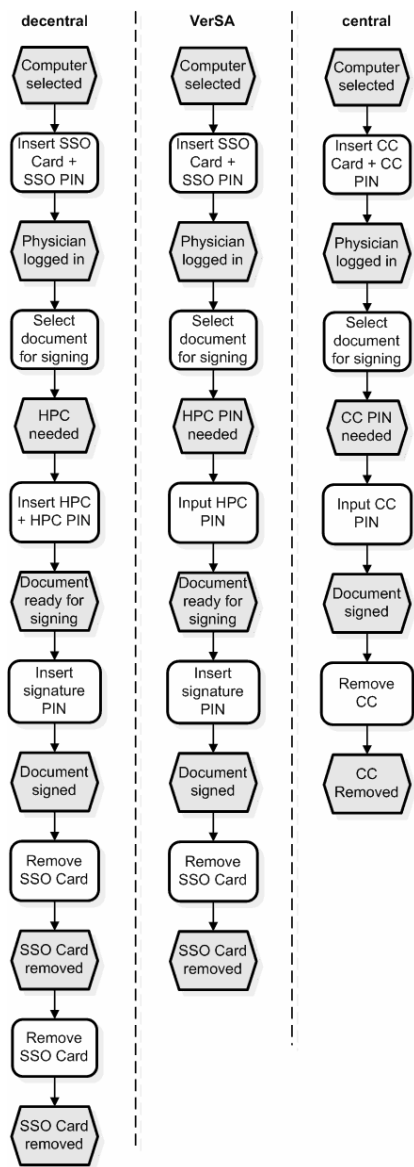 decentral
Computer
selected
Insert SSO
Card +
SSO PIN
Physician
logged in
Select
document
for signing
HPC
needed
Insert HPC
+ HPC PIN
Document
ready for
signing
Insert
signature
PIN
Document
signed
Remove
SSO Card
SSO Card
removed
Remove
SSO Card
SSO Card
removed
VerSA
Computer
selected
Insert SSO
Card +
SSO PIN
Physician
logged in
Select
document
for signing
HPC PIN
needed
Input HPC
PIN
Document
ready for
signing
Insert
signature
PIN
Document
signed
Remove
SSO Card
SSO Card
removed
central
Computer
selected
Insert CC
Card + CC
PIN
Physician
logged in
Select
document
for signing
CC PIN
needed
Input CC
PIN
Document
signed
Remove
CC
CC
Removed